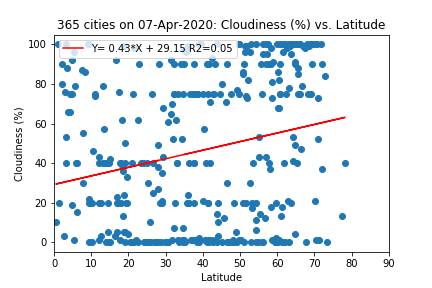 365 cities on 07-Apr-2020: Cloudiness (%) vs. Latitude
Y= 0.43*X + 29.15 R2=0.005
100
80
60
40
20
0
Cloudiness (%)
0 10 20 30 40 50 60 70 80 90
Latitude